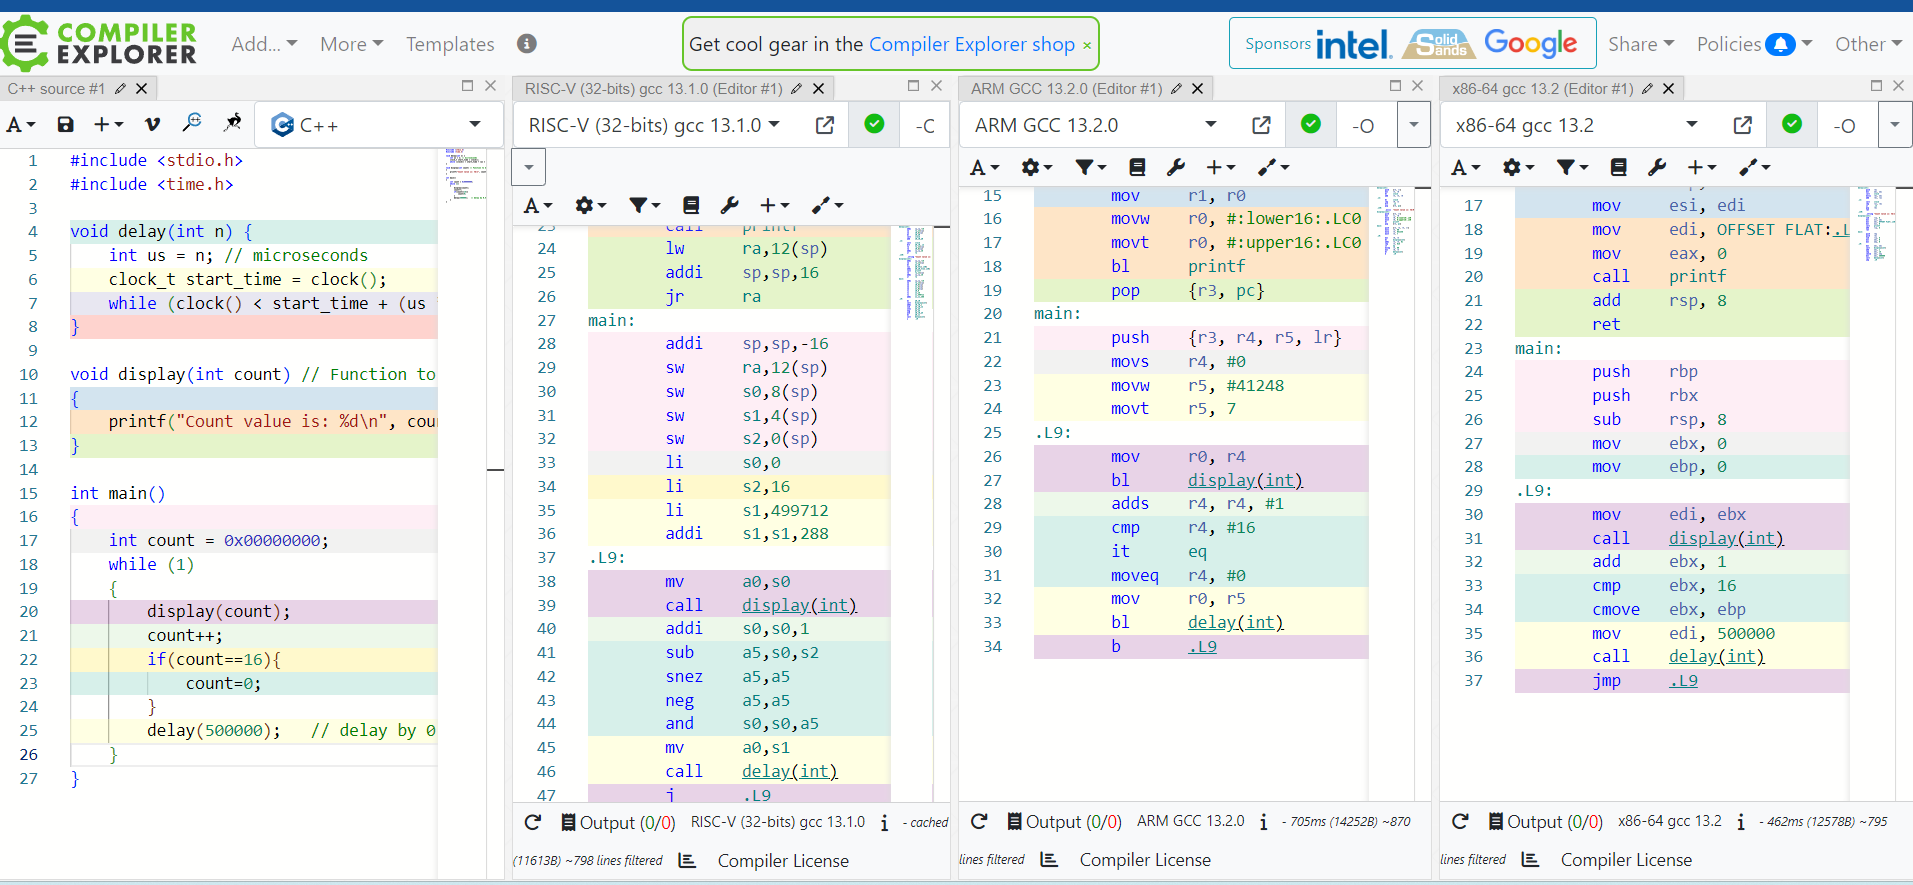 COMPILER
EXPLORER
Add...
More
Templates
Get cool gear in the Compiler Explorer shop ×
Sponsors intel. Solid Sands Google
Share
Policies
Other
C++ source #1
A
C++
1 #include <stdio.h>
2 #include <time.h>
3
4 void delay(int n) {
5 int us = n; // microseconds
6 clock_t start_time = clock();
7 while (clock() < start_time + (us
8 }
9
10 void display(int count) // Function to
11 {
12 printf("Count value is: %d\n", cou
13 }
14
15 int main()
16 {
17 int count = 0x00000000;
18 while (1)
19 {
20 display(count);
21 count++;
22 if(count==16){
23 count=0;
24 }
25 delay(500000); // delay by 0
26 }
27 }
RISC-V (32-bits) gcc 13.1.0 (Editor #1)
RISC-V (32-bits) gcc 13.1.0
-O
A
23 call printf
24 lw ra,12(sp)
25 addi sp,sp,16
26 jr ra
27 main:
28 addi sp,sp,-16
29 sw ra,12(sp)
30 sw s0,8(sp)
31 sw s1,4(sp)
32 sw s2,0(sp)
33 li s0,0
34 li s2,16
35 li s1,499712
36 addi s1,s1,288
37 .L9:
38 mv a0,s0
39 call display(int)
40 addi s0,s0,1
41 sub a5,s0,s2
42 snez a5,a5
43 neg a5,a5
44 and s0,s0,a5
45 mv a0,s1
46 call delay(int)
47 j .L9
Output (0/0) RISC-V (32-bits) gcc 13.1.0 i - cached
(11613B) ~798 lines filtered Compiler License
ARM GCC 13.2.0 (Editor #1)
ARM GCC 13.2.0
-O
A
15 mov r1, r0
16 movw r0, #:lower16:.LC0
17 movt r0, #:upper16:.LC0
18 bl printf
19 pop {r3, pc}
20 main:
21 push {r3, r4, r5, lr}
22 movs r4, #0
23 movw r5, #41248
24 movt r5, 7
25 .L9:
26 mov r0, r4
27 bl display(int)
28 adds r4, r4, #1
29 cmp r4, #16
30 it eq
31 moveq r4, #0
32 mov r0, r5
33 bl delay(int)
34 b .L9
Output (0/0) ARM GCC 13.2.0 i - 705ms (14252B) ~870
lines filtered Compiler License
x86-64 gcc 13.2 (Editor #1)
x86-64 gcc 13.2
-O
A
17 mov esi, edi
18 mov edi, OFFSET FLAT:.L
19 mov eax, 0
20 call printf
21 add rsp, 8
22 ret
23 main:
24 push rbp
25 push rbx
26 sub rsp, 8
27 mov ebx, 0
28 mov ebp, 0
29 .L9:
30 mov edi, ebx
31 call display(int)
32 add ebx, 1
33 cmp ebx, 16
34 cmove ebx, ebp
35 mov edi, 500000
36 call delay(int)
37 jmp .L9
Output (0/0) x86-64 gcc 13.2 i - 462ms (12578B) ~795
lines filtered Compiler License